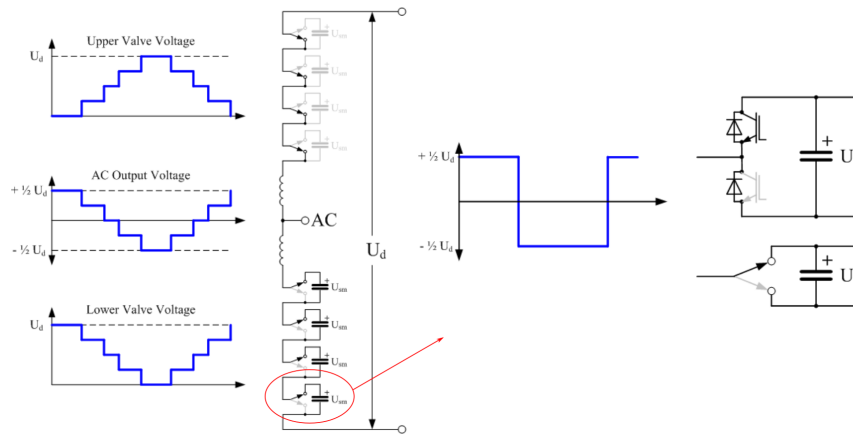 Upper Valve Voltage
U_d
AC Output Voltage
+ ½ U_d
- ½ U_d
Lower Valve Voltage
U_d
+ U_sm
+ U_sm
+ U_sm
+ U_sm
AC
U_d
+ U_sm
+ U_sm
+ U_sm
+ U_sm
+ ½ U_d
- ½ U_d
+
U
+
U